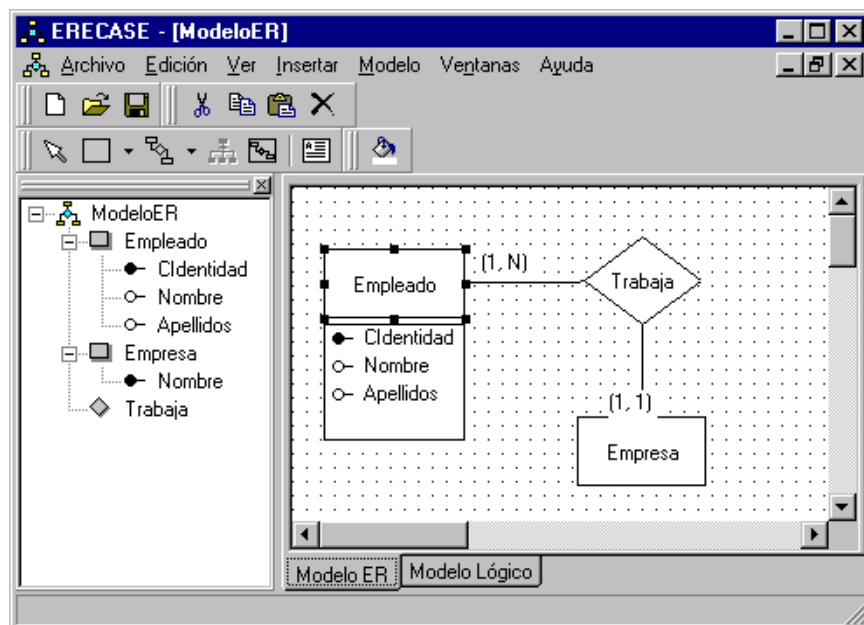 ERECASE - [ModeloER]
Archivo Edición Ver Insertar Modelo Ventanas Ayuda
ModeloER
Empleado
CIdentidad
Nombre
Apellidos
Empresa
Nombre
Trabaja
Empleado
(1, N)
Trabaja
CIdentidad
Nombre
Apellidos
(1, 1)
Empresa
Modelo ER
Modelo Lógico